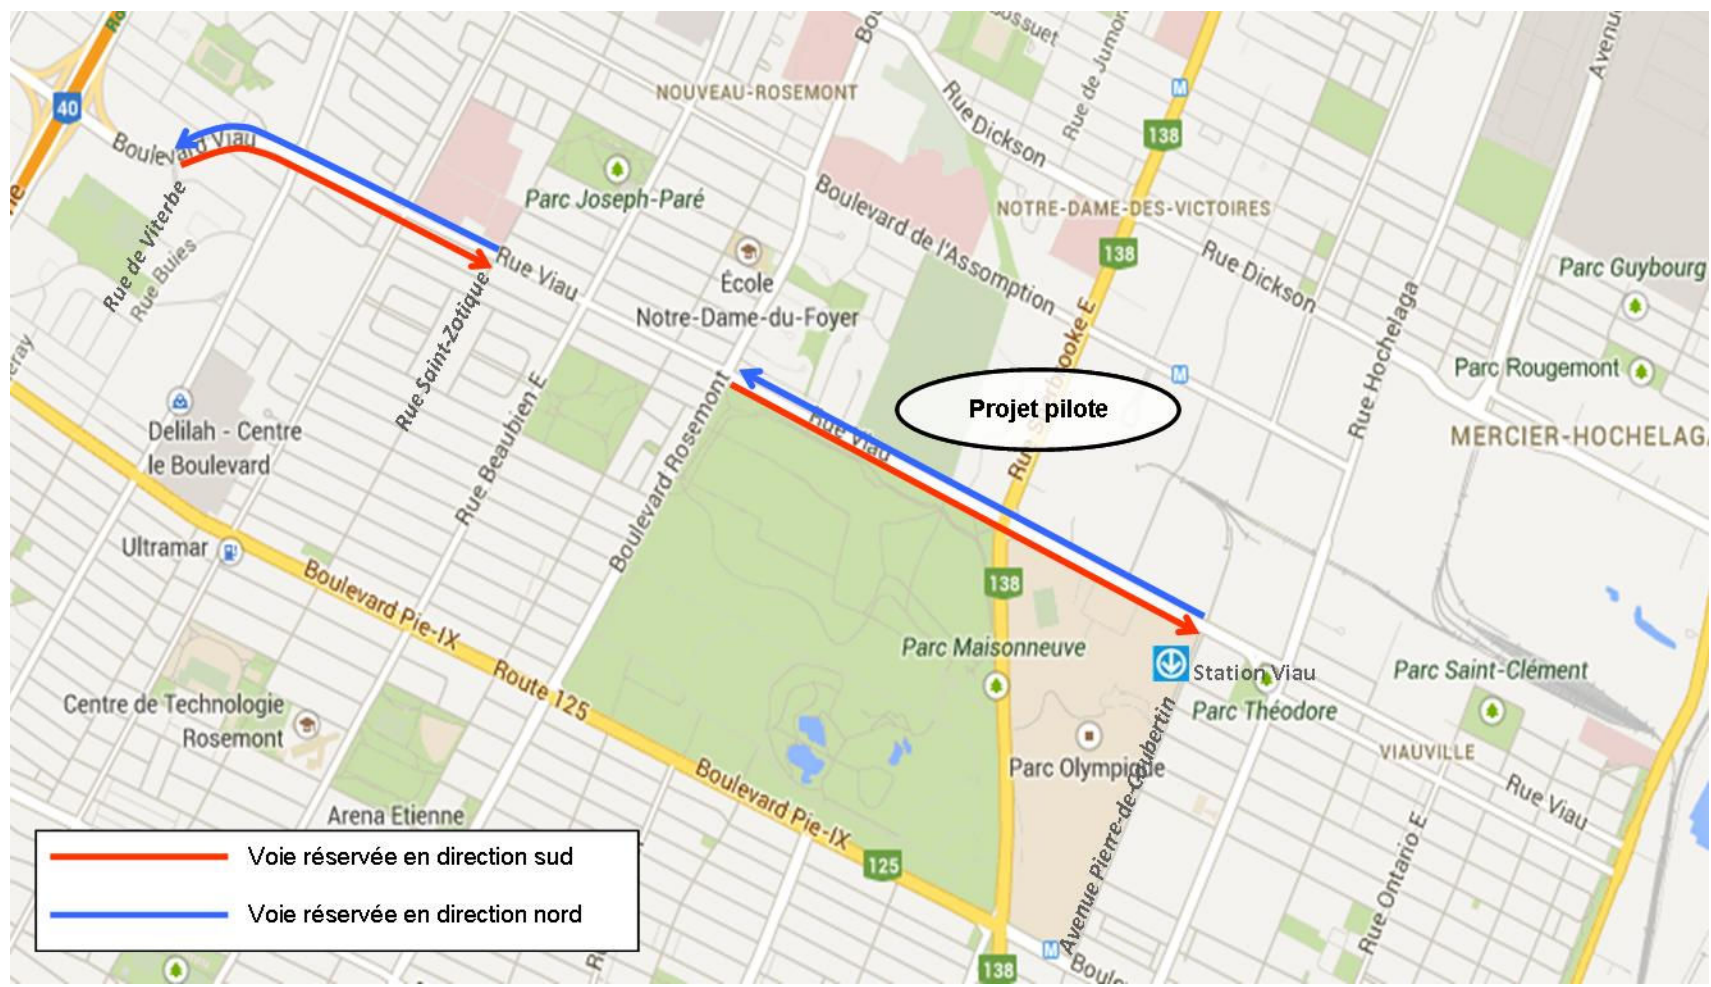 40
Boulevard Viau
NOUVEAU-ROSEMONT
Rue Dickson
Rue de Jumon
M
138
Avenu
Parc Joseph-Paré
Boulevard de l'Assomption
NOTRE-DAME-DES-VICTOIRES
138
Rue Dickson
Parc Guybourg
Rue de Viterbe
Rue Buies
Rue Viau
École
Notre-Dame-du-Foyer
Rue Saint-Zotique
Rue Beaubien E
Boulevard Rosemont
Rue Viau
Projet pilote
Rue Sherbrooke E
M
Rue Hochelaga
Parc Rougemont
MERCIER-HOCHELAGA
Delilah - Centre
le Boulevard
Ultramar
Boulevard Pie-IX
Route 125
138
Parc Maisonneuve
Station Viau
Parc Théodore
Parc Saint-Clément
VIAUVILLE
Rue Viau
Centre de Technologie
Rosemont
Parc Olympique
Avenue Pierre-de-Coubertin
Rue Ontario E
Arena Etienne
Boulevard Pie-IX
125
M
138
Boule
Voie réservée en direction sud
Voie réservée en direction nord